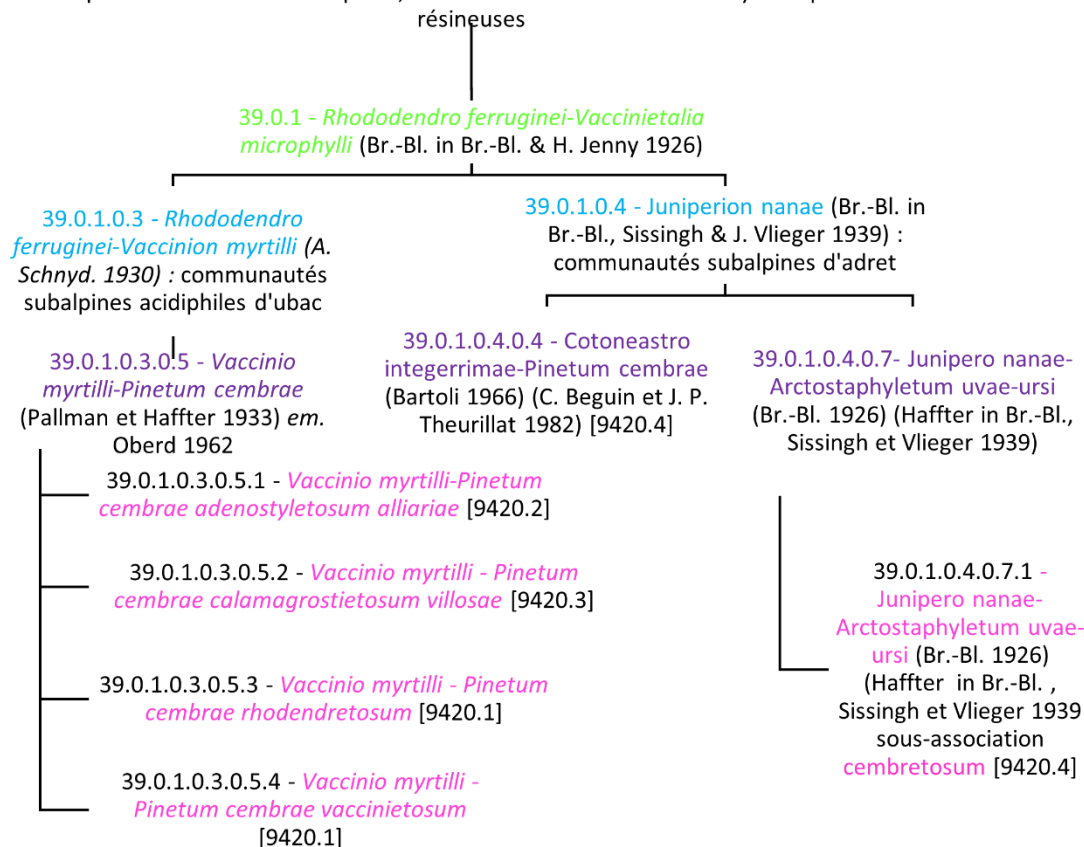 résineuses
39.0.1 - Rhododendro ferruginei-Vaccinietalia
microphylli (Br.-Bl. in Br.-Bl. & H. Jenny 1926)
39.0.1.0.3 - Rhododendro
ferruginei-Vaccinion myrtilli (A.
Schnyd. 1930) : communautés
subalpines acidiphiles d'ubac
39.0.1.0.4 - Juniperion nanae (Br.-Bl. in
Br.-Bl., Sissingh & J. Vlieger 1939) :
communautés subalpines d'adret
39.0.1.0.3.0.5 - Vaccinio
myrtilli-Pinetum cembrae
(Pallman et Haffter 1933) em.
Oberd 1962
39.0.1.0.4.0.4 - Cotoneastro
integerrimae-Pinetum cembrae
(Bartoli 1966) (C. Beguin et J. P.
Theurillat 1982) [9420.4]
39.0.1.0.4.0.7- Junipero nanae-
Arctostaphyletum uvae-ursi
(Br.-Bl. 1926) (Haffter in Br.-Bl.,
Sissingh et Vlieger 1939)
39.0.1.0.3.0.5.1 - Vaccinio myrtilli-Pinetum
cembrae adenostyletosum alliariae [9420.2]
39.0.1.0.3.0.5.2 - Vaccinio myrtilli - Pinetum
cembrae calamagrostietosum villosae [9420.3]
39.0.1.0.3.0.5.3 - Vaccinio myrtilli - Pinetum
cembrae rhodendretosum [9420.1]
39.0.1.0.3.0.5.4 - Vaccinio myrtilli -
Pinetum cembrae vaccinietosum
[9420.1]
39.0.1.0.4.0.7.1 -
Junipero nanae-
Arctostaphyletum uvae-
ursi (Br.-Bl. 1926)
(Haffter in Br.-Bl. ,
Sissingh et Vlieger 1939
sous-association
cembretosum [9420.4]